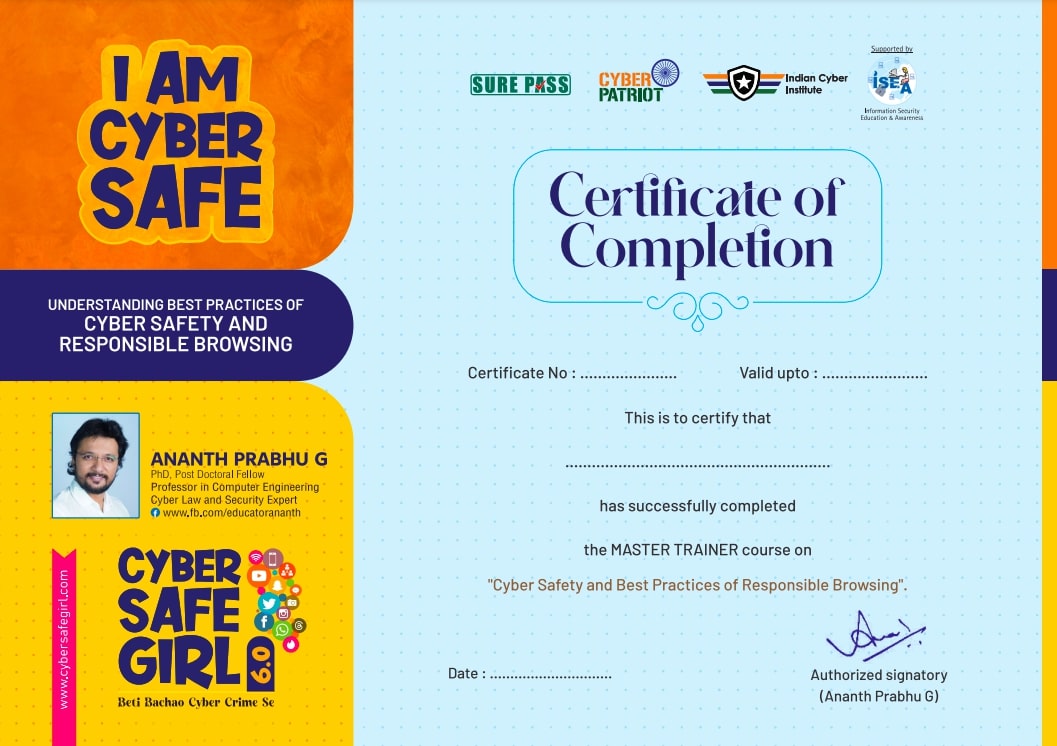 I AM
CYBER
SAFE
UNDERSTANDING BEST PRACTICES OF
CYBER SAFETY AND
RESPONSIBLE BROWSING
ANANTH PRABHU G
PhD, Post Doctoral Fellow
Professor in Computer Engineering
Cyber Law and Security Expert
www.fb.com/educatorananth
www.cybersafegirl.com
CYBER
SAFE
GIRL
6.0
Beti Bachao Cyber Crime Se
SURE PASS
CYBER
PATRIOT
Indian Cyber
Institute
Supported by
ISEA
Information Security
Education & Awareness
Certificate of
Completion
Certificate No : ...................... Valid upto : ........................
This is to certify that
............................................................
has successfully completed
the MASTER TRAINER course on
"Cyber Safety and Best Practices of Responsible Browsing".
Date : ............................
Authorized signatory
(Ananth Prabhu G)